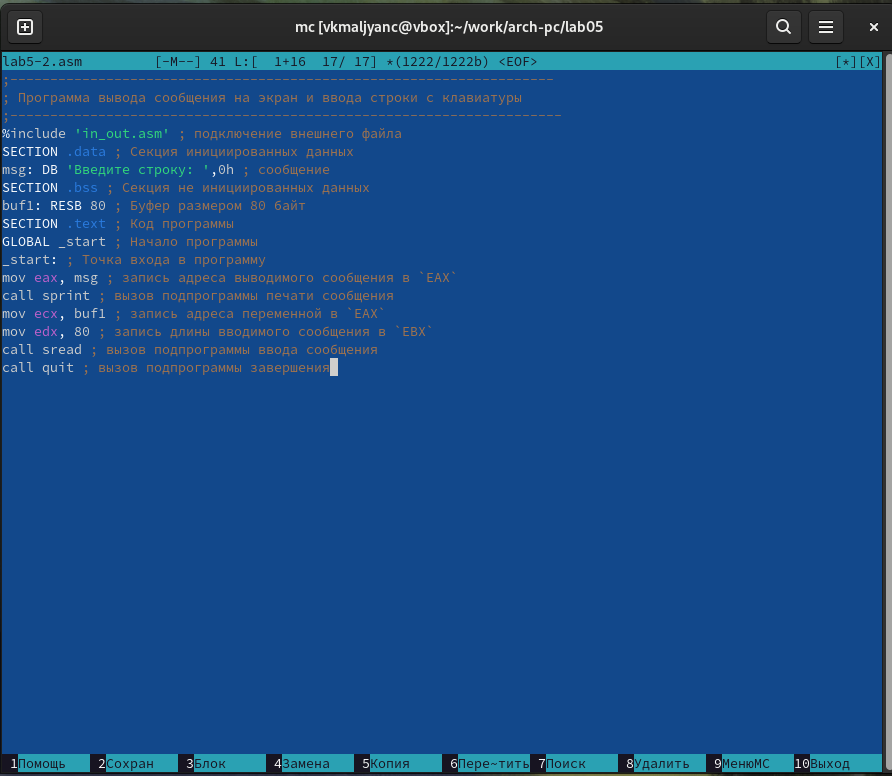 mc [vkmaljyanc@vbox]:~/work/arch-pc/lab05
lab5-2.asm [-M--] 41 L:[ 1+16 17/ 17] *(1222/1222b) <EOF> [*][X]
;--------------------------------------------------------------------
; Программа вывода сообщения на экран и ввода строки с клавиатуры
;---------------------------------------------------------------------
%include 'in_out.asm' ; подключение внешнего файла
SECTION .data ; Секция инициированных данных
msg: DB 'Введите строку: ',0h ; сообщение
SECTION .bss ; Секция не инициированных данных
buf1: RESB 80 ; Буфер размером 80 байт
SECTION .text ; Код программы
GLOBAL _start ; Начало программы
_start: ; Точка входа в программу
mov eax, msg ; запись адреса выводимого сообщения в `EAX`
call sprint ; вызов подпрограммы печати сообщения
mov ecx, buf1 ; запись адреса переменной в `EAX`
mov edx, 80 ; запись длины вводимого сообщения в `EBX`
call sread ; вызов подпрограммы ввода сообщения
call quit ; вызов подпрограммы завершения
1Помощь 2Сохран 3Блок 4Замена 5Копия 6Пере~тить 7Поиск 8Удалить 9МенюMC 10Выход